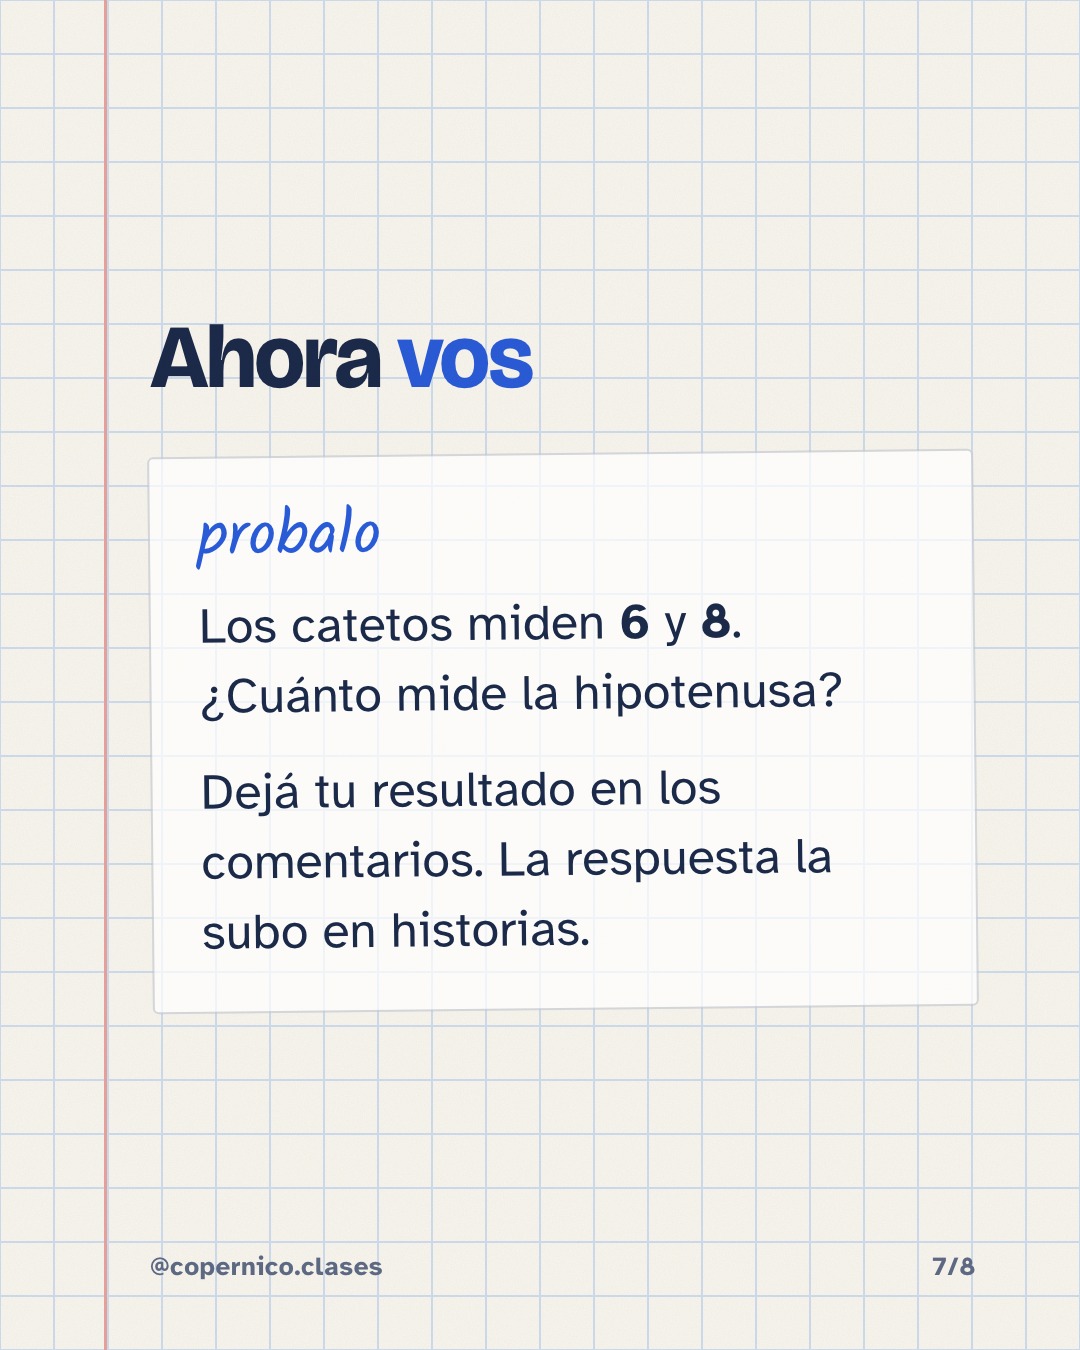 Ahora vos
probalo
Los catetos miden 6 y 8.
¿Cuánto mide la hipotenusa?
Dejá tu resultado en los
comentarios. La respuesta la
subo en historias.
@copernico.clases
7/8